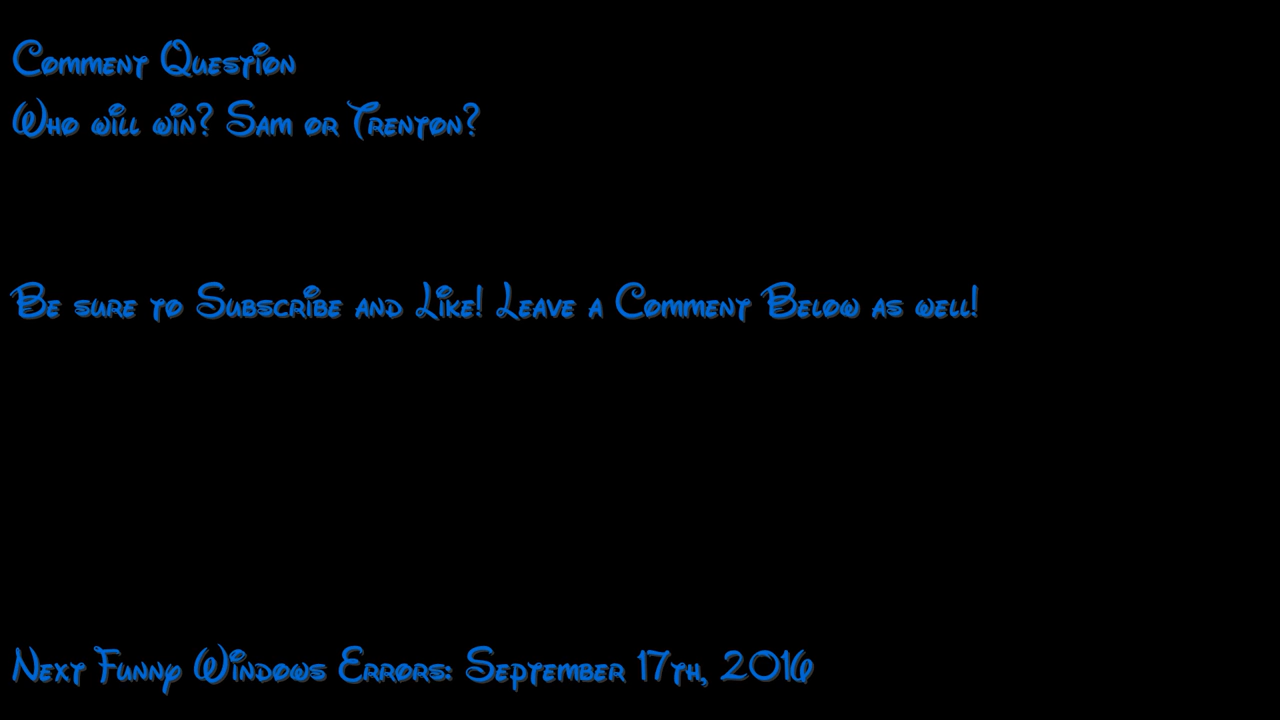 Comment Question
Who will win? Sam or Trenton?
Be sure to Subscribe and Like! Leave a Comment Below as well!
Next Funny Windows Errors: September 17th, 2016